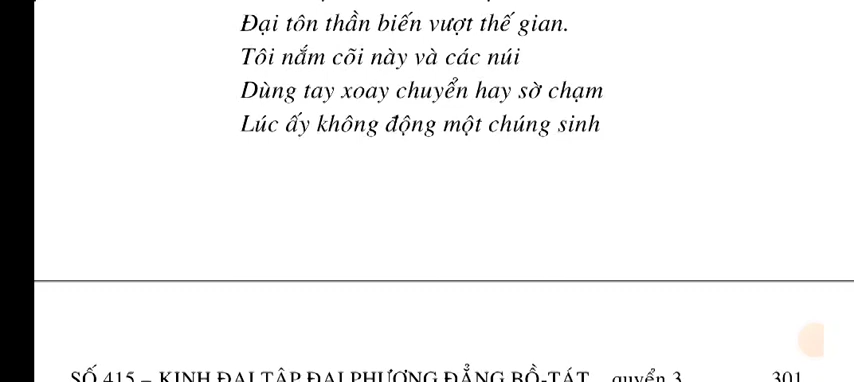 Đại tôn thần biến vượt thế gian.
Tôi nắm cõi này và các núi
Dùng tay xoay chuyển hay sờ chạm
Lúc ấy không động một chúng sinh
SỐ 415 – KINH ĐẠI TẬP ĐẠI PHƯƠNG ĐẲNG BỒ-TÁT quyển 3 301